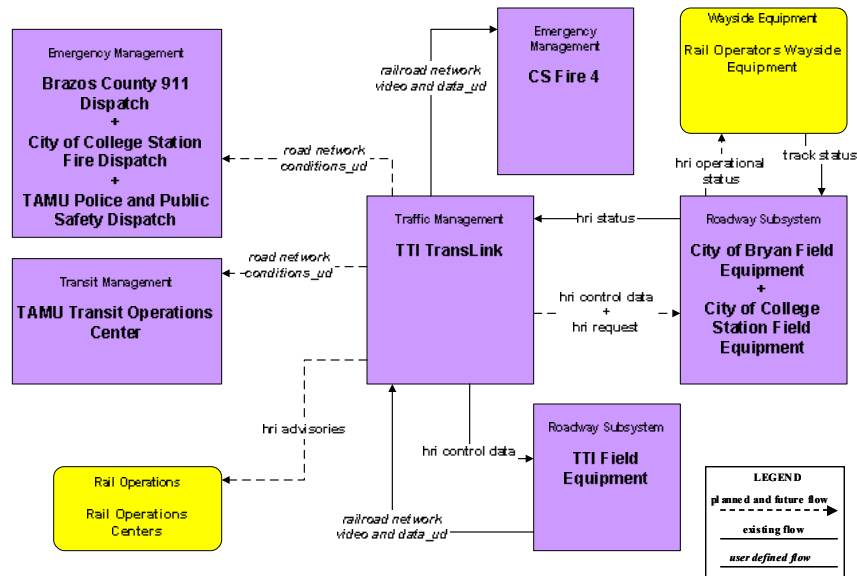 Emergency Management
Brazos County 911
Dispatch
+
City of College Station
Fire Dispatch
+
TAMU Police and Public
Safety Dispatch
railroad network
video and data_ud
Emergency
Management
CS Fire 4
Wayside Equipment
Rail Operators Wayside
Equipment
road network
conditions_ud
hri operational
status
track status
Traffic Management
TTI TransLink
hri status
Roadway Subsystem
City of Bryan Field
Equipment
+
City of College
Station Field
Equipment
Transit Management
TAMU Transit Operations
Center
road network
conditions_ud
hri control data
+
hri request
hri advisories
hri control data
Roadway Subsystem
TTI Field
Equipment
Rail Operations
Rail Operations
Centers
railroad network
video and data_ud
LEGEND
planned and future flow
existing flow
user defined flow